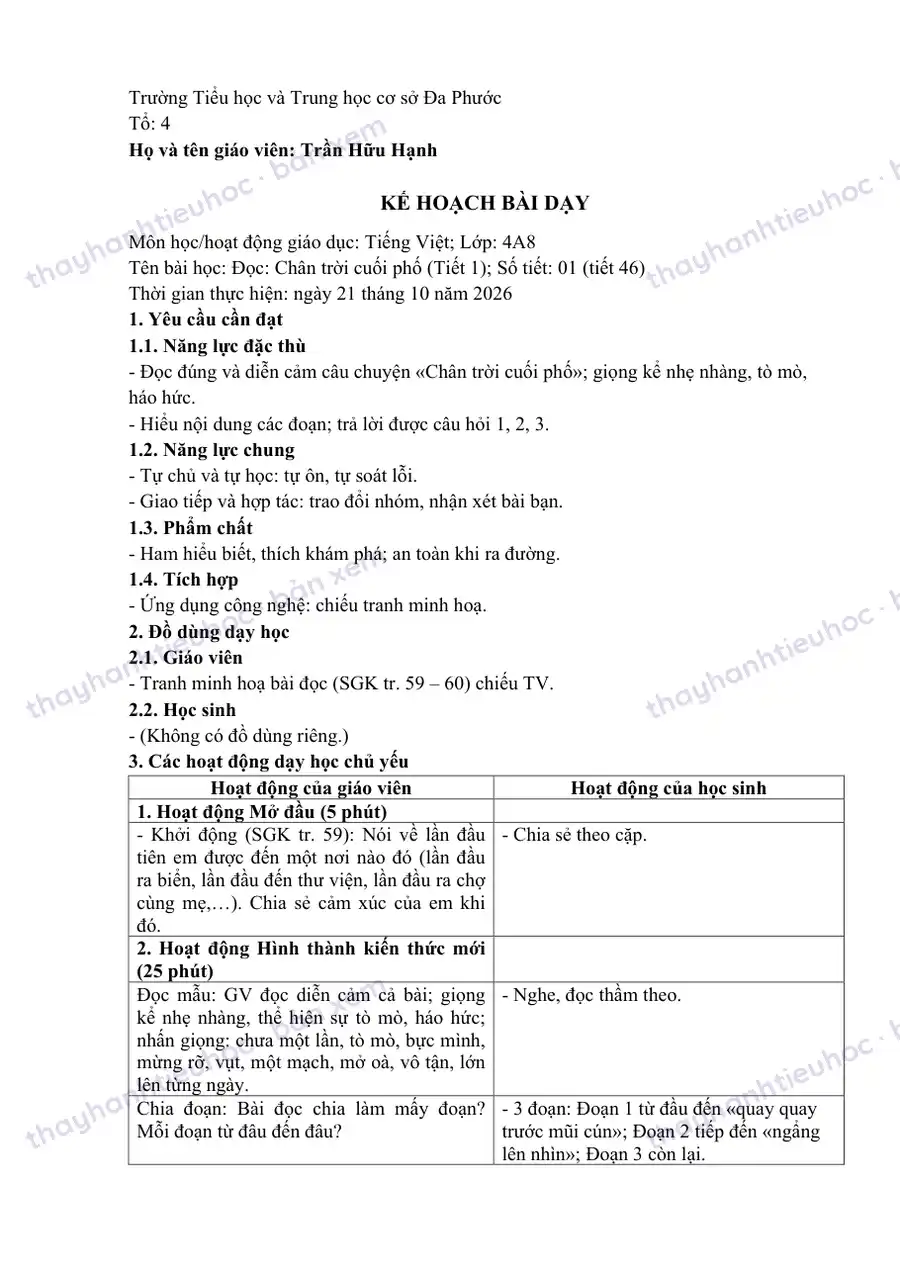 Trường Tiểu học và Trung học cơ sở Đa Phước
Tổ: 4
Họ và tên giáo viên: Trần Hữu Hạnh
KẾ HOẠCH BÀI DẠY
Môn học/hoạt động giáo dục: Tiếng Việt; Lớp: 4A8
Tên bài học: Đọc: Chân trời cuối phố (Tiết 1); Số tiết: 01 (tiết 46)
Thời gian thực hiện: ngày 21 tháng 10 năm 2026
1. Yêu cầu cần đạt
1.1. Năng lực đặc thù
- Đọc đúng và diễn cảm câu chuyện «Chân trời cuối phố»; giọng kể nhẹ nhàng, tò mò,
háo hức.
- Hiểu nội dung các đoạn; trả lời được câu hỏi 1, 2, 3.
1.2. Năng lực chung
- Tự chủ và tự học: tự ôn, tự soát lỗi.
- Giao tiếp và hợp tác: trao đổi nhóm, nhận xét bài bạn.
1.3. Phẩm chất
- Ham hiểu biết, thích khám phá; an toàn khi ra đường.
1.4. Tích hợp
- Ứng dụng công nghệ: chiếu tranh minh hoạ.
2. Đồ dùng dạy học
2.1. Giáo viên
- Tranh minh hoạ bài đọc (SGK tr. 59 – 60) chiếu TV.
2.2. Học sinh
- (Không có đồ dùng riêng.)
3. Các hoạt động dạy học chủ yếu
Hoạt động của giáo viên
Hoạt động của học sinh
1. Hoạt động Mở đầu (5 phút)
- Khởi động (SGK tr. 59): Nói về lần đầu
tiên em được đến một nơi nào đó (lần đầu
ra biển, lần đầu đến thư viện, lần đầu ra chợ
cùng mẹ,…). Chia sẻ cảm xúc của em khi
đó.
- Chia sẻ theo cặp.
2. Hoạt động Hình thành kiến thức mới
(25 phút)
Đọc mẫu: GV đọc diễn cảm cả bài; giọng
kể nhẹ nhàng, thể hiện sự tò mò, háo hức;
nhấn giọng: chưa một lần, tò mò, bực mình,
mừng rỡ, vụt, một mạch, mở oà, vô tận, lớn
lên từng ngày.
- Nghe, đọc thầm theo.
Chia đoạn: Bài đọc chia làm mấy đoạn?
Mỗi đoạn từ đâu đến đâu?
- 3 đoạn: Đoạn 1 từ đầu đến «quay quay
trước mũi cún»; Đoạn 2 tiếp đến «ngẩng
lên nhìn»; Đoạn 3 còn lại.
thayhanhtieuhoc · bản xem
thayhanhtieuhoc · b
thayhanhtieuhoc · bản xem
thayhanhtieuhoc · b
thayhanhtieuhoc · bản xem
thayhanhtieuhoc · b